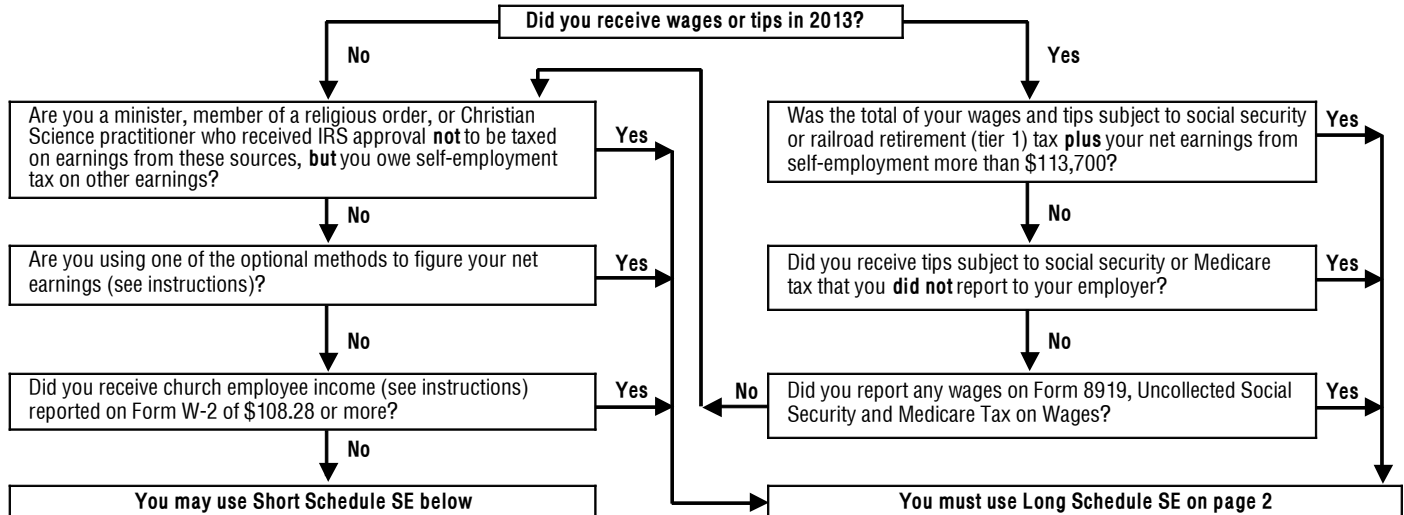 Did you receive wages or tips in 2013?
No
Yes
Are you a minister, member of a religious order, or Christian
Science practitioner who received IRS approval not to be taxed
on earnings from these sources, but you owe self-employment
tax on other earnings?
Yes
Was the total of your wages and tips subject to social security
or railroad retirement (tier 1) tax plus your net earnings from
self-employment more than $113,700?
Yes
No
No
Are you using one of the optional methods to figure your net
earnings (see instructions)?
Yes
Did you receive tips subject to social security or Medicare
tax that you did not report to your employer?
Yes
No
No
Did you receive church employee income (see instructions)
reported on Form W-2 of $108.28 or more?
Yes
No
Did you report any wages on Form 8919, Uncollected Social
Security and Medicare Tax on Wages?
Yes
No
You may use Short Schedule SE below
You must use Long Schedule SE on page 2